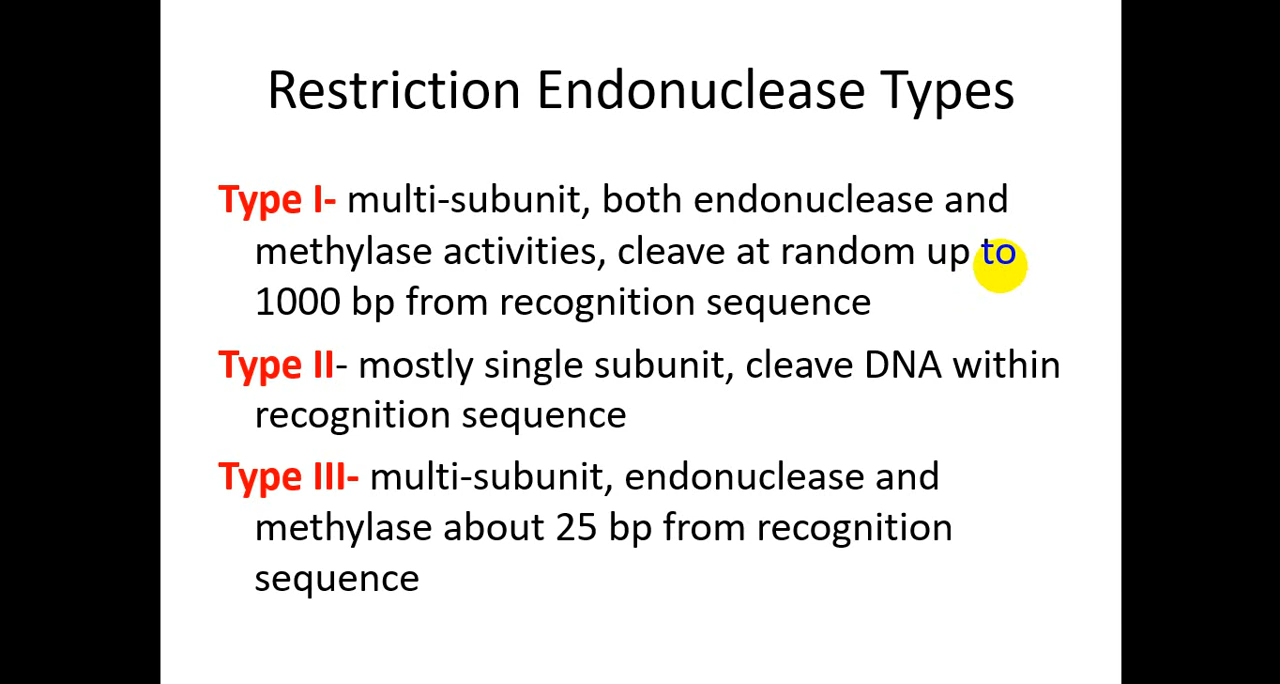 Restriction Endonuclease Types
Type I- multi-subunit, both endonuclease and
methylase activities, cleave at random up to
1000 bp from recognition sequence
Type II- mostly single subunit, cleave DNA within
recognition sequence
Type III- multi-subunit, endonuclease and
methylase about 25 bp from recognition
sequence